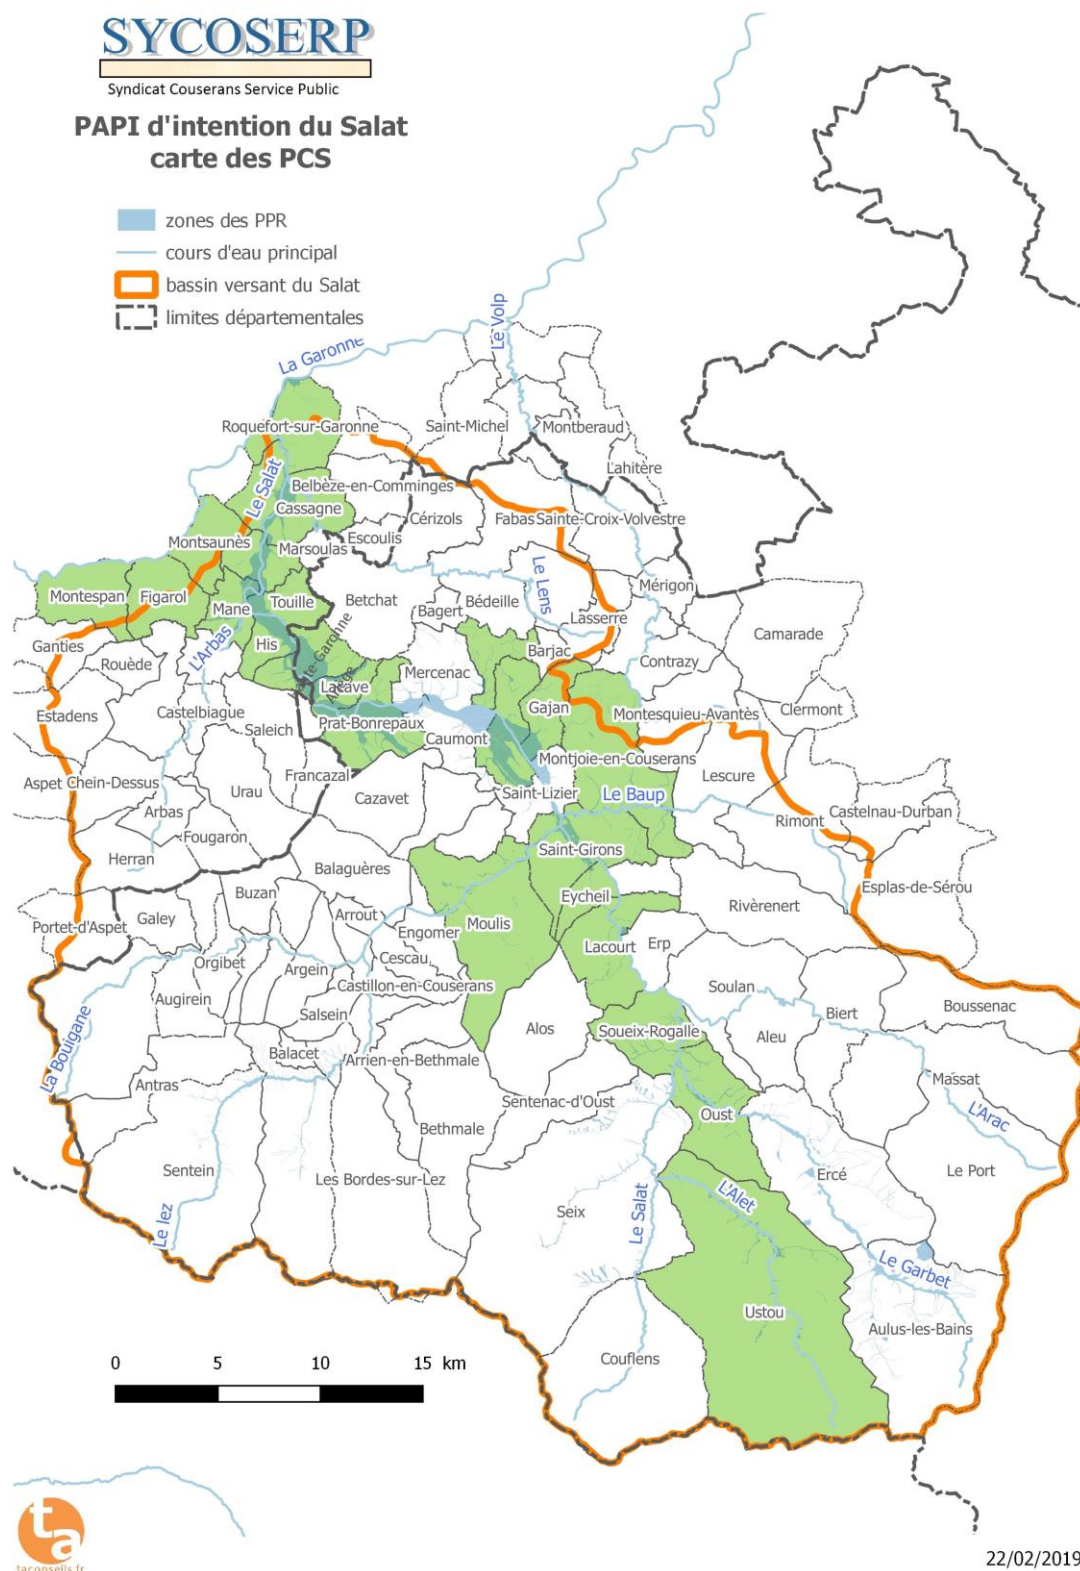 SYCOSERP
Syndicat Couserans Service Public
PAPI d'intention du Salat
carte des PCS
zones des PPR
cours d'eau principal
bassin versant du Salat
limites départementales
Le Volp
La Garonne
Roquefort-sur-Garonne
Saint-Michel
Montberaud
Lahitère
Le Salat
Belbèze-en-Comminges
Cassagne
Cérizols
Fabas
Sainte-Croix-Volvestre
Escoulis
Montsaunès
Marsoulas
Le Lens
Mérigon
Montespan
Figarol
Mane
Touille
Betchat
Bagert
Bédeille
Lasserre
Camarade
Ganties
L'Arbas
His
Haute-Garonne
Ariège
Barjac
Rouède
Lacave
Mercenac
Contrazy
Estadens
Castelbiague
Saleich
Prat-Bonrepaux
Caumont
Gajan
Montesquieu-Avantès
Clermont
Montjoie-en-Couserans
Aspet
Chein-Dessus
Francazal
Lescure
Urau
Cazavet
Saint-Lizier
Le Baup
Arbas
Rimont
Castelnau-Durban
Fougaron
Herran
Saint-Girons
Balaguères
Esplas-de-Sérou
Buzan
Eycheil
Rivèrenert
Portet-d'Aspet
Galey
Arrout
Engomer
Moulis
Lacourt
Erp
Orgibet
Argein
Cescau
Castillon-en-Couserans
Augirein
Soulan
Boussenac
Salsein
Alos
Soueix-Rogalle
Aleu
Biert
La Bouigane
Balacet
Arrien-en-Bethmale
Antras
Massat
Sentenac-d'Oust
Oust
L'Arac
Bethmale
Sentein
Les Bordes-sur-Lez
Ercé
Le Port
L'Alet
Seix
Le Salat
Le lez
Le Garbet
Ustou
Aulus-les-Bains
Couflens
0 5 10 15 km
ta
taconseils.fr
22/02/2019